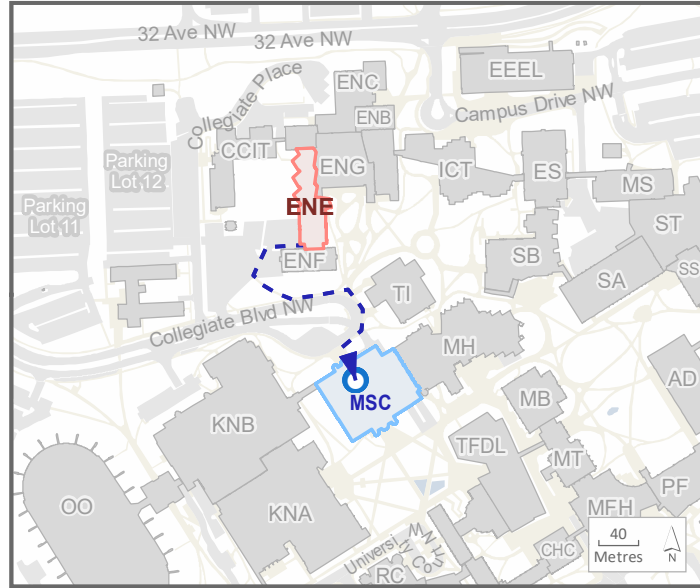 32 Ave NW
32 Ave NW
Collegiate Place
ENC
EEEL
ENB
Campus Drive NW
CCIT
ENG
ICT
ES
MS
Parking
Lot 12
Parking
Lot 11
ENE
ST
ENF
SB
SS
SA
TI
Collegiate Blvd NW
MH
MSC
AD
MB
KNB
TFDL
MT
PF
OO
KNA
MFH
CHC
RC
40
Metres
N